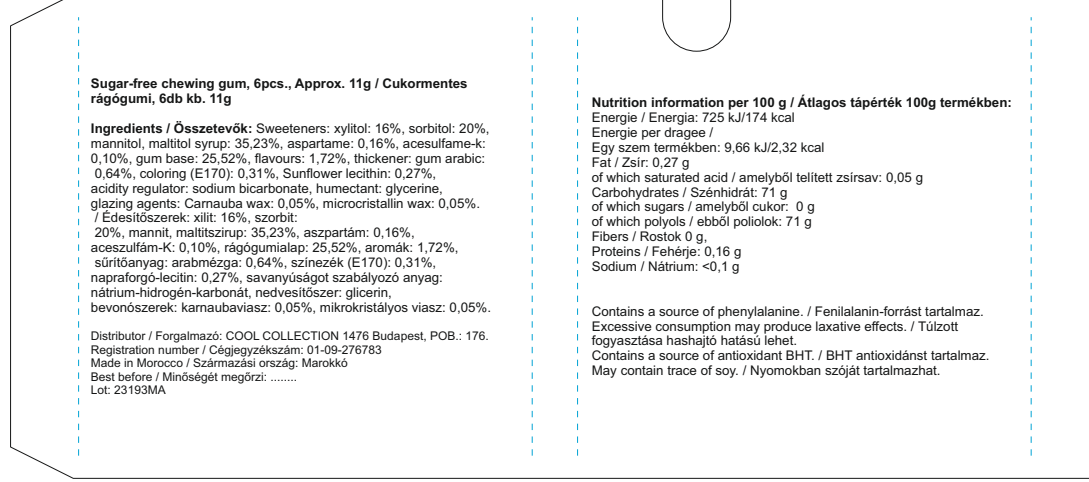 Sugar-free chewing gum, 6pcs., Approx. 11g / Cukormentes
rágógumi, 6db kb. 11g
Ingredients / Összetevők: Sweeteners: xylitol: 16%, sorbitol: 20%,
mannitol, maltitol syrup: 35,23%, aspartame: 0,16%, acesulfame-k:
0,10%, gum base: 25,52%, flavours: 1,72%, thickener: gum arabic:
0,64%, coloring (E170): 0,31%, Sunflower lecithin: 0,27%,
acidity regulator: sodium bicarbonate, humectant: glycerine,
glazing agents: Carnauba wax: 0,05%, microcristallin wax: 0,05%.
/ Édesítőszerek: xilit: 16%, szorbit:
20%, mannit, maltitszirup: 35,23%, aszpartám: 0,16%,
aceszulfám-K: 0,10%, rágógumialap: 25,52%, aromák: 1,72%,
sűrítőanyag: arabmézga: 0,64%, színezék (E170): 0,31%,
napraforgó-lecitin: 0,27%, savanyúságot szabályozó anyag:
nátrium-hidrogén-karbonát, nedvesítőszer: glicerin,
bevonószerek: karnaubaviasz: 0,05%, mikrokristályos viasz: 0,05%.
Distributor / Forgalmazó: COOL COLLECTION 1476 Budapest, POB.: 176.
Registration number / Cégjegyzékszám: 01-09-276783
Made in Morocco / Származási ország: Marokkó
Best before / Minőségét megőrzi: ........
Lot: 23193MA
Nutrition information per 100 g / Átlagos tápérték 100g termékben:
Energie / Energia: 725 kJ/174 kcal
Energie per dragee /
Egy szem termékben: 9,66 kJ/2,32 kcal
Fat / Zsír: 0,27 g
of which saturated acid / amelyből telített zsírsav: 0,05 g
Carbohydrates / Szénhidrát: 71 g
of which sugars / amelyből cukor: 0 g
of which polyols / ebből poliolok: 71 g
Fibers / Rostok 0 g,
Proteins / Fehérje: 0,16 g
Sodium / Nátrium: <0,1 g
Contains a source of phenylalanine. / Fenilalanin-forrást tartalmaz.
Excessive consumption may produce laxative effects. / Túlzott
fogyasztása hashajtó hatású lehet.
Contains a source of antioxidant BHT. / BHT antioxidánst tartalmaz.
May contain trace of soy. / Nyomokban szóját tartalmazhat.